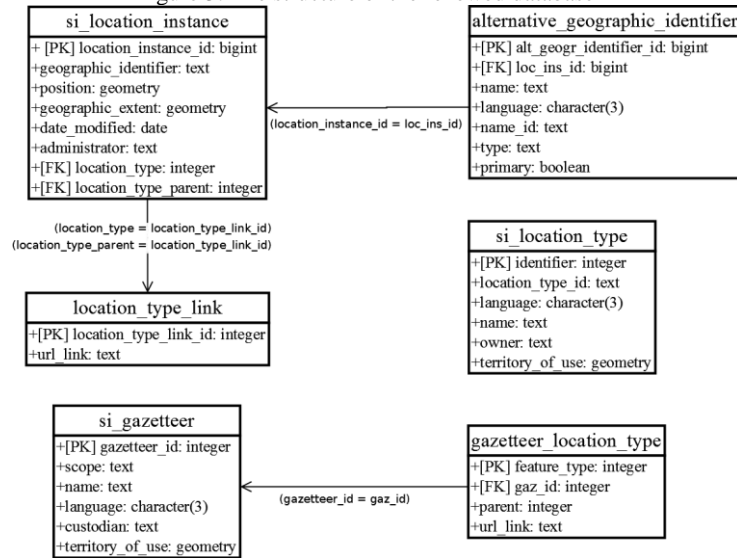 si_location_instance
+ [PK] location_instance_id: bigint
+geographic_identifier: text
+position: geometry
+geographic_extent: geometry
+date_modified: date
+administrator: text
+[FK] location_type: integer
+[FK] location_type_parent: integer
alternative_geographic_identifier
+[PK] alt_geogr_identifier_id: bigint
+[FK] loc_ins_id: bigint
+name: text
+language: character(3)
+name_id: text
+type: text
+primary: boolean
(location_instance_id = loc_ins_id)
(location_type = location_type_link_id)
(location_type_parent = location_type_link_id)
location_type_link
+[PK] location_type_link_id: integer
+url_link: text
si_location_type
+[PK] identifier: integer
+location_type_id: text
+language: character(3)
+name: text
+owner: text
+territory_of_use: geometry
si_gazetteer
+[PK] gazetteer_id: integer
+scope: text
+name: text
+language: character(3)
+custodian: text
+territory_of_use: geometry
(gazetteer_id = gaz_id)
gazetteer_location_type
+[PK] feature_type: integer
+[FK] gaz_id: integer
+parent: integer
+url_link: text